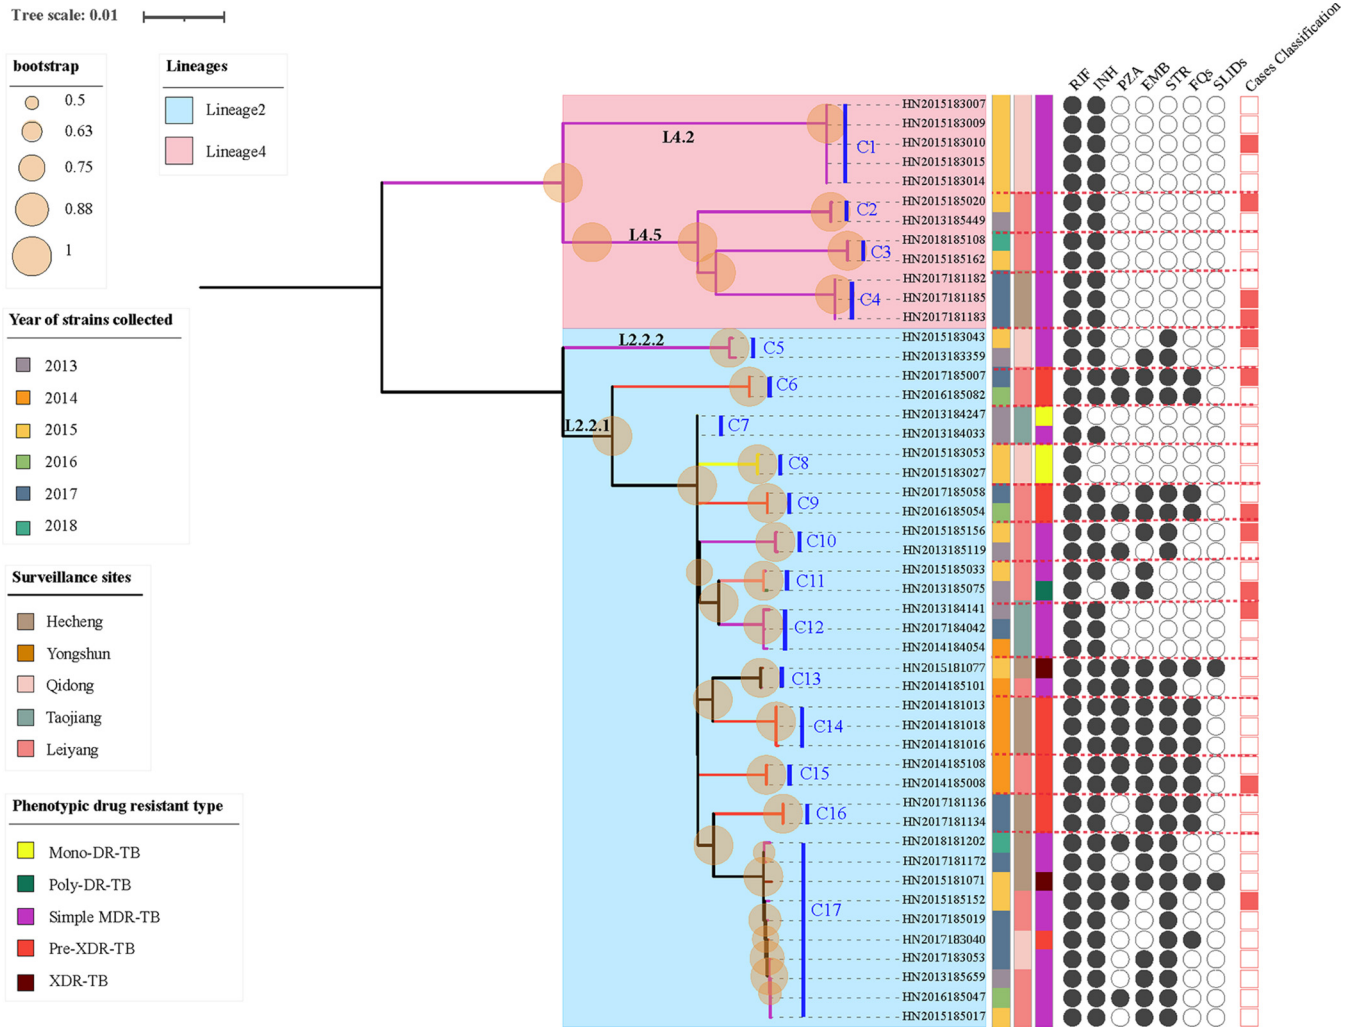 Tree scale: 0.01
bootstrap
0.5
0.63
0.75
0.88
1
Lineages
Lineage2
Lineage4
Year of strains collected
2013
2014
2015
2016
2017
2018
Surveillance sites
Hecheng
Yongshun
Qidong
Taojiang
Leiyang
Phenotypic drug resistant type
Mono-DR-TB
Poly-DR-TB
Simple MDR-TB
Pre-XDR-TB
XDR-TB
L4.2
L4.5
L2.2.2
L2.2.1
C1
C2
C3
C4
C5
C6
C7
C8
C9
C10
C11
C12
C13
C14
C15
C16
C17
RIF
INH
PZA
EMB
STR
FQs
SLIDs
Cases Classification
HN2015183007
HN2015183009
HN2015183010
HN2015183015
HN2015183014
HN2015185020
HN2013185449
HN2018185108
HN2015185162
HN2017181182
HN2017181185
HN2017181183
HN2015183043
HN2013183359
HN2017185007
HN2016185082
HN2013184247
HN2013184033
HN2015183053
HN2015183027
HN2017185058
HN2016185054
HN2015185156
HN2013185119
HN2015185033
HN2013185075
HN2013184141
HN2017184042
HN2014184054
HN2015181077
HN2014185101
HN2014181013
HN2014181018
HN2014181016
HN2014185108
HN2014185008
HN2017181136
HN2017181134
HN2018181202
HN2017181172
HN2015181071
HN2015185152
HN2017185019
HN2017183040
HN2017183053
HN2013185659
HN2016185047
HN2015185017